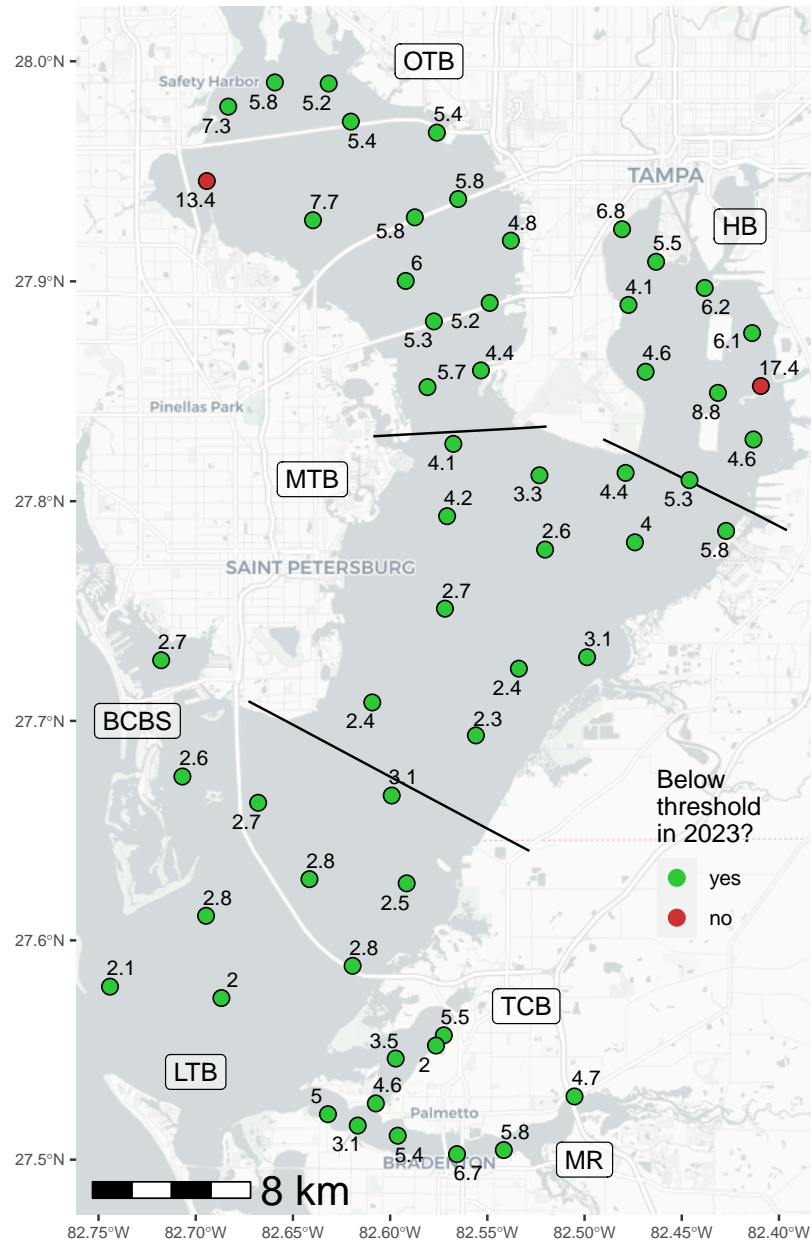 28.0°N
OTB
Safety Harbor
5.8
5.2
7.3
5.4
5.4
TAMPA
13.4
7.7
5.8
5.8
4.8
6.8
HB
5.5
27.9°N
6
4.1
6.2
5.3
5.2
6.1
4.4
4.6
17.4
5.7
Pinellas Park
8.8
4.1
4.6
MTB
3.3
4.4
5.3
27.8°N
4.2
2.6
4
5.8
SAINT PETERSBURG
2.7
2.7
3.1
2.4
27.7°N
BCBS
2.4
2.3
2.6
3.1
2.7
Below
threshold
in 2023?
yes
no
2.8
2.5
2.8
27.6°N
2.8
2.1
2
TCB
5.5
3.5
2
LTB
4.6
4.7
5
Palmetto
3.1
5.4
5.8
27.5°N
BRADENTON
6.7
MR
8 km
82.75°W
82.70°W
82.65°W
82.60°W
82.55°W
82.50°W
82.45°W
82.40°W